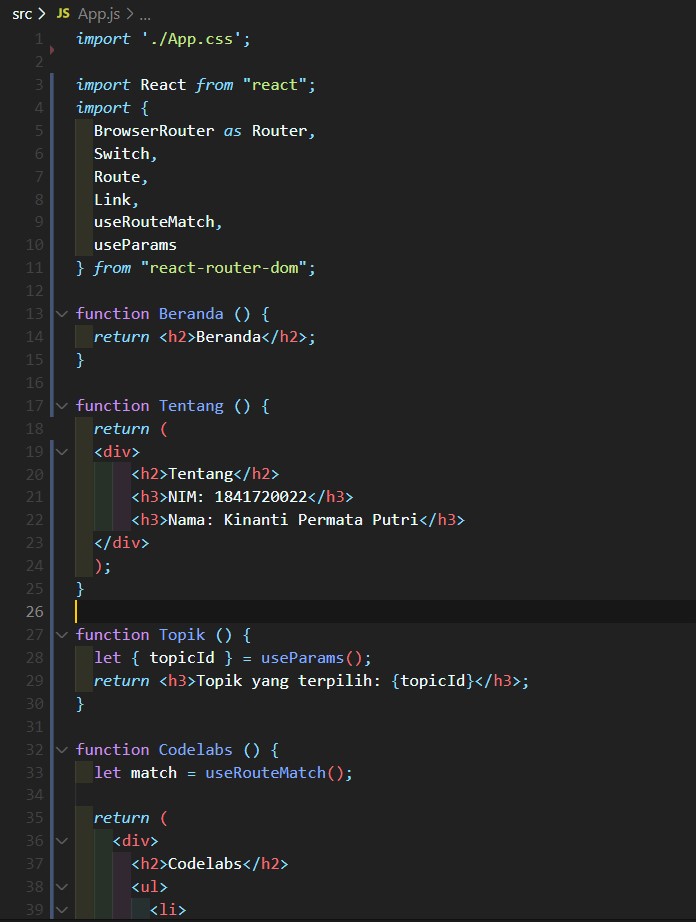 src > JS App.js > ...
1 import './App.css';
2
3 import React from "react";
4 import {
5 BrowserRouter as Router,
6 Switch,
7 Route,
8 Link,
9 useRouteMatch,
10 useParams
11 } from "react-router-dom";
12
13 function Beranda () {
14 return <h2>Beranda</h2>;
15 }
16
17 function Tentang () {
18 return (
19 <div>
20 <h2>Tentang</h2>
21 <h3>NIM: 1841720022</h3>
22 <h3>Nama: Kinanti Permata Putri</h3>
23 </div>
24 );
25 }
26
27 function Topik () {
28 let { topicId } = useParams();
29 return <h3>Topik yang terpilih: {topicId}</h3>;
30 }
31
32 function Codelabs () {
33 let match = useRouteMatch();
34
35 return (
36 <div>
37 <h2>Codelabs</h2>
38 <ul>
39 <li>